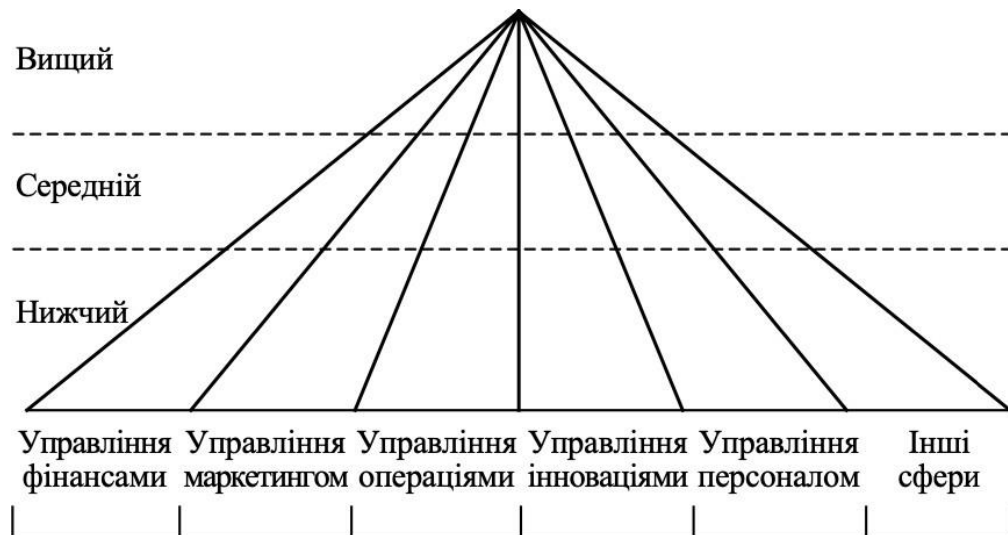 Вищий
Середній
Нижчий
Управління Управління Управління Управління Управління Інші
фінансами маркетингом операціями інноваціями персоналом сфери